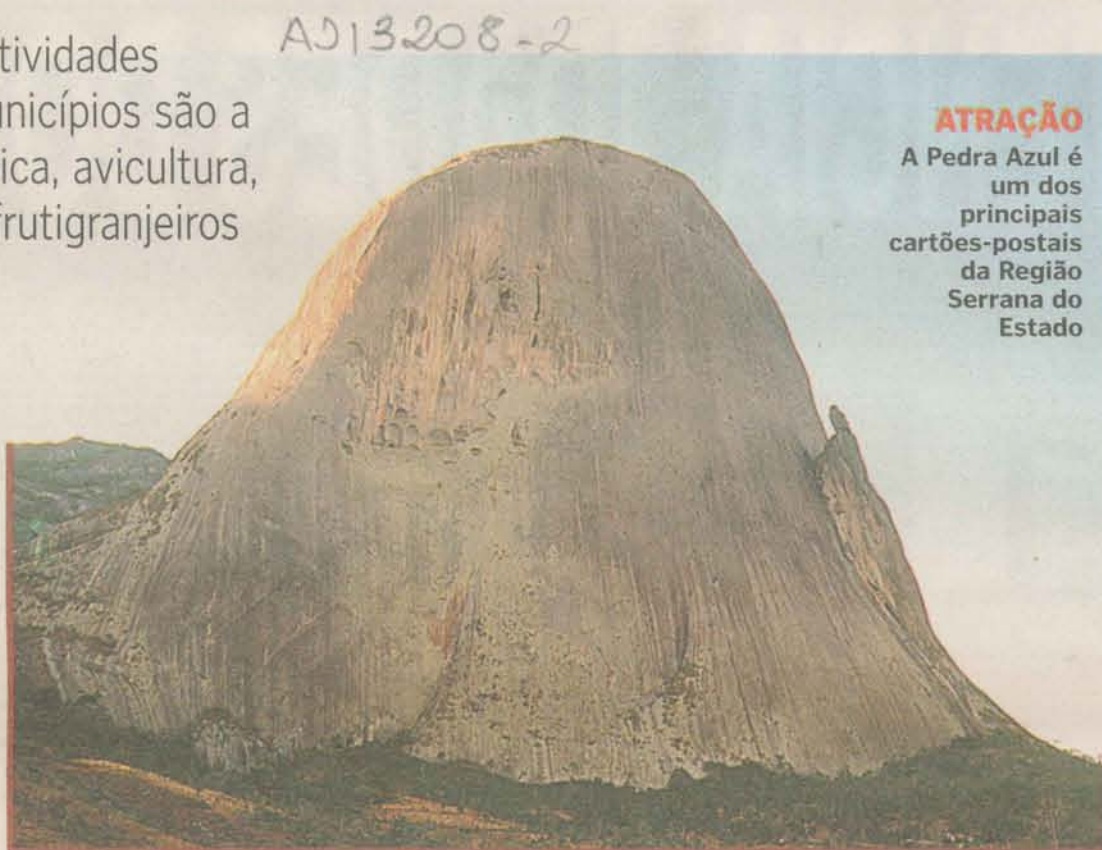 AJ13208-2
tividades
unicípios são a
ica, avicultura,
frutigranjeiros
ATRAÇÃO
A Pedra Azul é
um dos
principais
cartões-postais
da Região
Serrana do
Estado